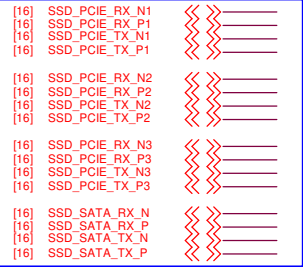 [16] SSD_PCIE_RX_N1
[16] SSD_PCIE_RX_P1
[16] SSD_PCIE_TX_N1
[16] SSD_PCIE_TX_P1
[16] SSD_PCIE_RX_N2
[16] SSD_PCIE_RX_P2
[16] SSD_PCIE_TX_N2
[16] SSD_PCIE_TX_P2
[16] SSD_PCIE_RX_N3
[16] SSD_PCIE_RX_P3
[16] SSD_PCIE_TX_N3
[16] SSD_PCIE_TX_P3
[16] SSD_SATA_RX_N
[16] SSD_SATA_RX_P
[16] SSD_SATA_TX_N
[16] SSD_SATA_TX_P